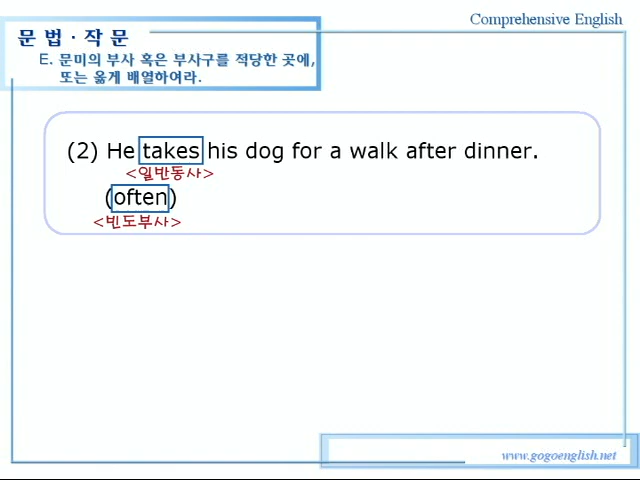 Comprehensive English
문 법 · 작 문
E. 문미의 부사 혹은 부사구를 적당한 곳에,
또는 옳게 배열하여라.
(2) He takes his dog for a walk after dinner.
<일반동사>
(often)
<빈도부사>
www.gogoenglish.net